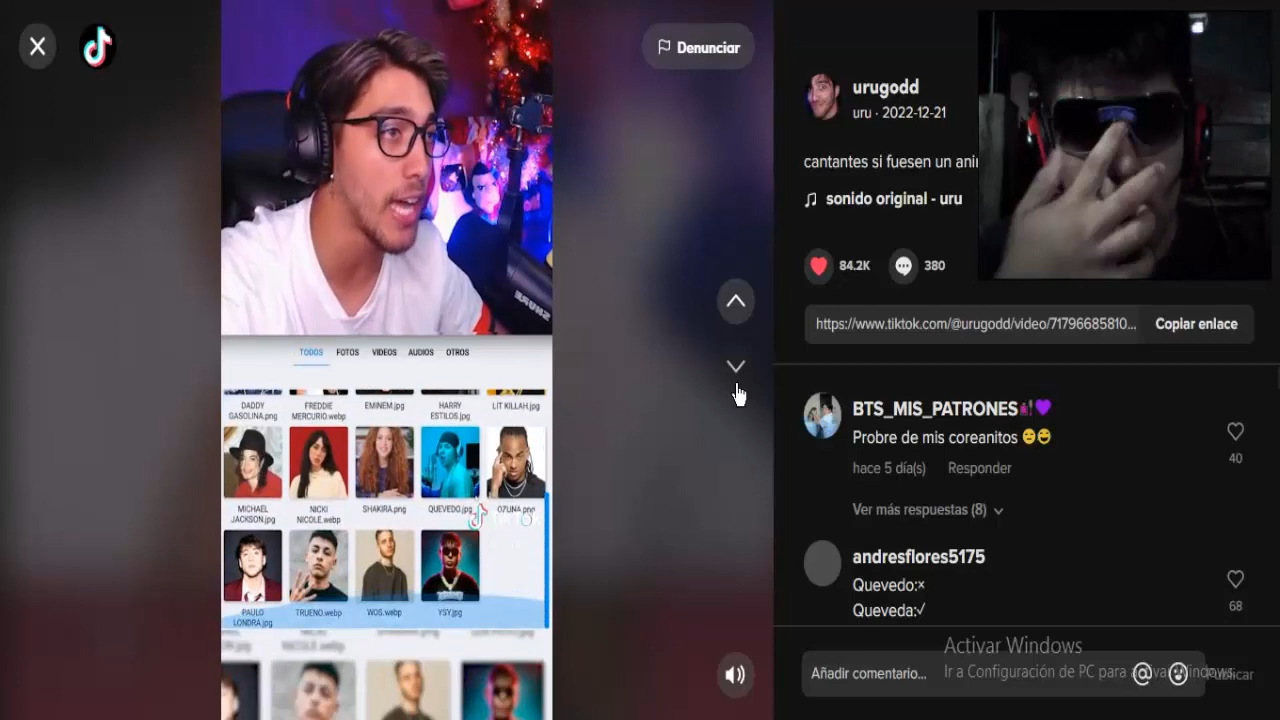 Denunciar
urugodd
uru · 2022-12-21
cantantes si fuesen un ani
sonido original - uru
84.2K
380
https://www.tiktok.com/@urugodd/video/71796685810...
Copiar enlace
TODOS FOTOS VIDEOS AUDIOS OTROS
DADDY GASOLINA.png
FREDDIE MERCURIO.webp
EMINEM.jpg
HARRY ESTILOS.jpg
LIT KILLAH.jpg
MICHAEL JACKSON.jpg
NICKI NICOLE.webp
SHAKIRA.png
QUEVEDO.jpg
OZUNA.png
PAULO LONDRA.jpg
TRUENO.webp
WOS.webp
YSY.jpg
BTS_MIS_PATRONES💜
Probre de mis coreanitos 😌😅
40
hace 5 día(s) Responder
Ver más respuestas (8)
andresflores5175
Quevedo:×
Queveda:✓
68
Activar Windows
Ir a Configuración de PC para activar Windows.
Añadir comentario...
Publicar